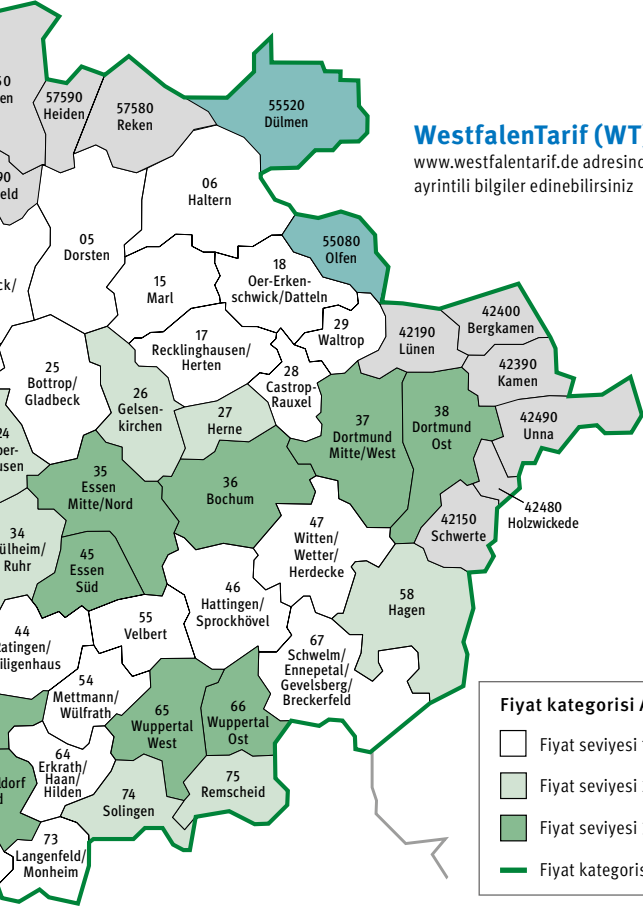 57590
Heiden
57580
Reken
55520
Dülmen
WestfalenTarif (WT)
www.westfalentarif.de
ayrintili bilgiler edinebilirsiniz
06
Haltern
05
Dorsten
55080
Olfen
18
Oer-Erken-
schwick/Datteln
15
Marl
29
Waltrop
42190
Lünen
42400
Bergkamen
17
Recklinghausen/
Herten
42390
Kamen
25
Bottrop/
Gladbeck
28
Castrop-
Rauxel
26
Gelsen-
kirchen
27
Herne
37
Dortmund
Mitte/West
38
Dortmund
Ost
42490
Unna
35
Essen
Mitte/Nord
36
Bochum
42480
Holzwickede
42150
Schwerte
47
Witten/
Wetter/
Herdecke
34
Ruhr
45
Essen
Süd
46
Hattingen/
Sprockhövel
58
Hagen
55
Velbert
44
67
Schwelm/
Ennepetal/
Gevelsberg/
Breckerfeld
54
Mettmann/
Wülfrath
65
Wuppertal
West
66
Wuppertal
Ost
64
Erkrath/
Haan/
Hilden
75
Remscheid
74
Solingen
73
Langenfeld/
Monheim
Fiyat kategorisi
Fiyat seviyesi
Fiyat seviyesi
Fiyat seviyesi
Fiyat